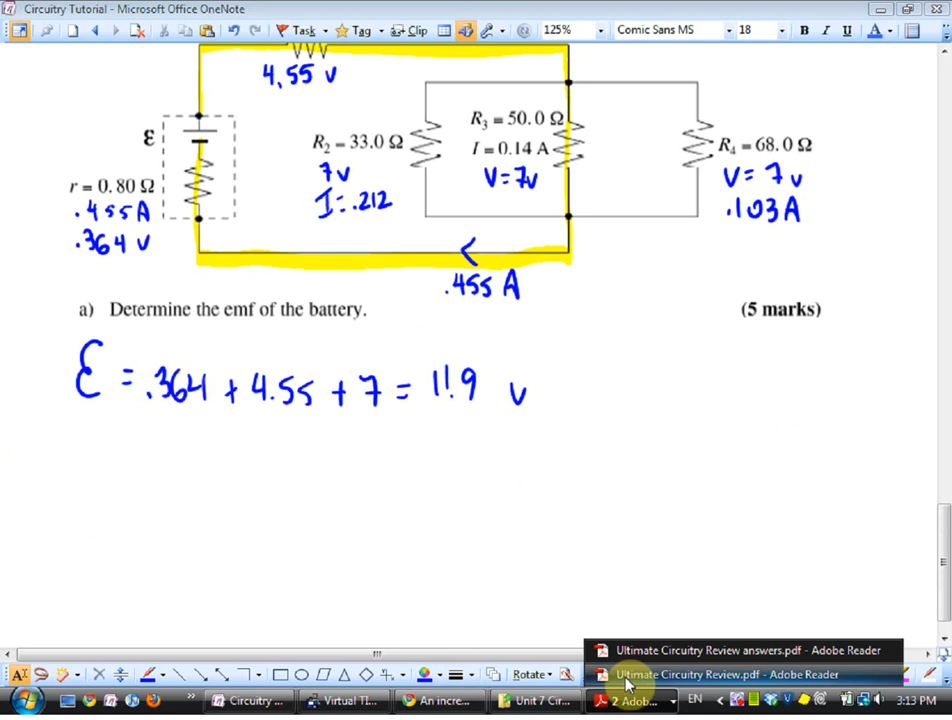 Circuitry Tutorial - Microsoft Office OneNote
Task Tag Clip 125% Comic Sans MS 18 B I U A
4.55 v
ε
r = 0.80 Ω
.455A
.364 v
R2 = 33.0 Ω
7v
I = .212
R3 = 50.0 Ω
I = 0.14 A
V = 7v
R4 = 68.0 Ω
V = 7 v
.103A
.455 A
a) Determine the emf of the battery. (5 marks)
ε = .364 + 4.55 + 7 = 11.9 v
Ultimate Circuitry Review answers.pdf - Adobe Reader
Ultimate Circuitry Review.pdf - Adobe Reader
Rotate
Circuitry ... Virtual TI... An incre... Unit 7 Cir... 2 Adob... EN 3:13 PM